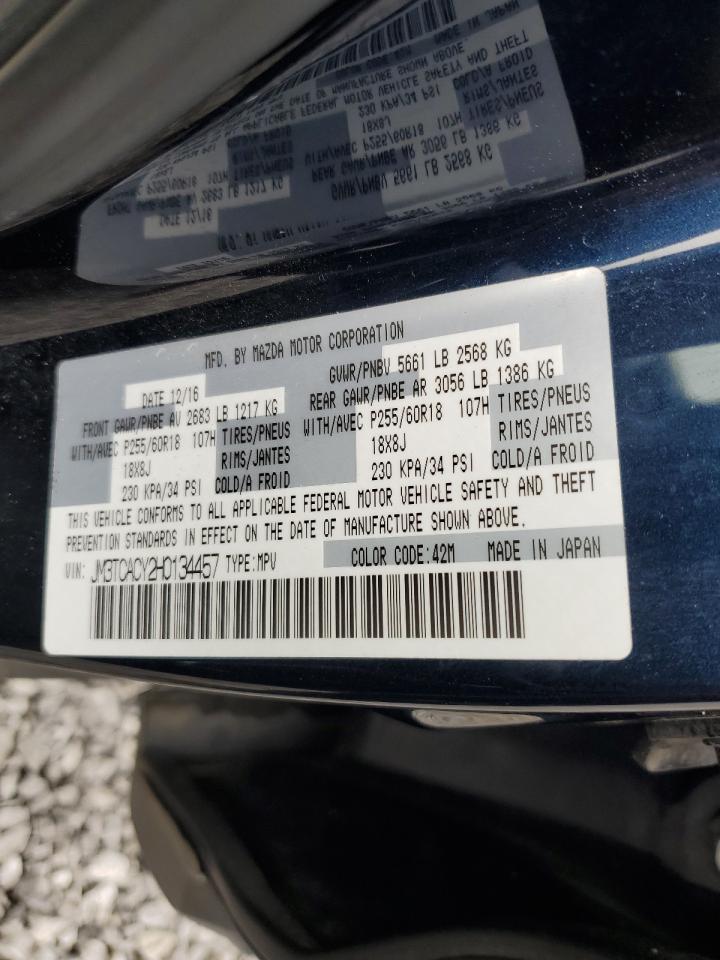 MFD. BY MAZDA MOTOR CORPORATION
DATE 12/16 GVWR/PNBV 5661 LB 2568 KG
FRONT GAWR/PNBE AV 2683 LB 1217 KG REAR GAWR/PNBE AR 3056 LB 1386 KG
WITH/AVEC P255/60R18 107H TIRES/PNEUS WITH/AVEC P255/60R18 107H TIRES/PNEUS
18X8J RIMS/JANTES 18X8J RIMS/JANTES
230 KPA/34 PSI COLD/A FROID 230 KPA/34 PSI COLD/A FROID
THIS VEHICLE CONFORMS TO ALL APPLICABLE FEDERAL MOTOR VEHICLE SAFETY AND THEFT
PREVENTION STANDARDS IN EFFECT ON THE DATE OF MANUFACTURE SHOWN ABOVE.
VIN: JM3TCACY2H0134457 TYPE:MPV COLOR CODE:42M MADE IN JAPAN